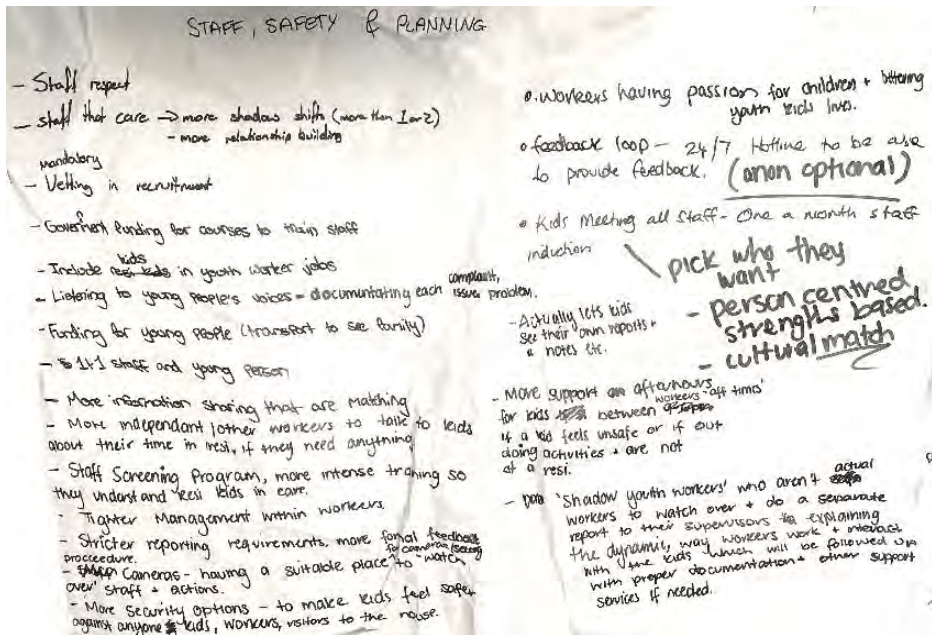 STAFF, SAFETY & PLANNING
- Staff respect
- staff that care → more shadow shifts (more than 1 or 2)
- more relationship building
mandatory
- Vetting in recruitment
- Goverment funding for courses to train staff
kids
- Include resi kids in youth worker jobs
- Listening to young people's voices - documentating each complaint, issue, problem.
- Funding for young people (transport to see family)
- 1+1 staff and young person
- More information sharing that are matching
- More independant /other workers to talk to kids
about their time in resi, if they need anything
- Staff Screening Program, more intense traning so
they understand resi kids in care.
- Tighter Management within workers.
- Stricter reporting requirements, more formal feedback
proceedure.
for cameras
- Cameras - having a suitable place to 'watch
over' staff + actions.
- More Security options - to make kids feel safer
against anyone kids, workers, visitors to the house.
• workers having passion for children + bettering
youth kids lives.
• feedback loop - 24/7 Hotline to be able
to provide feedback. (anon optional)
• Kids Meeting all staff - One a month staff
induction
pick who they
want
- person centred
strengths based.
- cultural match
- Actually lets kids
see their own reports +
notes etc.
- More support on afterhours
for kids between workers 'off times'
if a kid feels unsafe or if out
doing activities + are not
at a resi.
- 'Shadow youth workers' who aren't actual
workers to watch over + do a separate
report to their supervisors explaining
the dynamic, way workers work + interact
with the kids which will be followed up
with proper documentation + other support
services if needed.